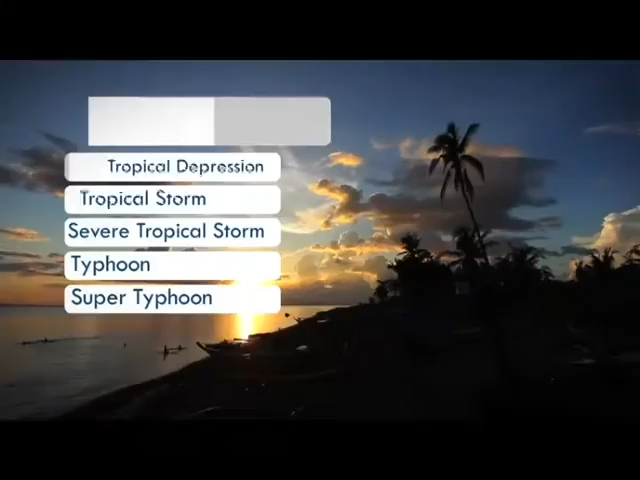 Tropical Depression
Tropical Storm
Severe Tropical Storm
Typhoon
Super Typhoon